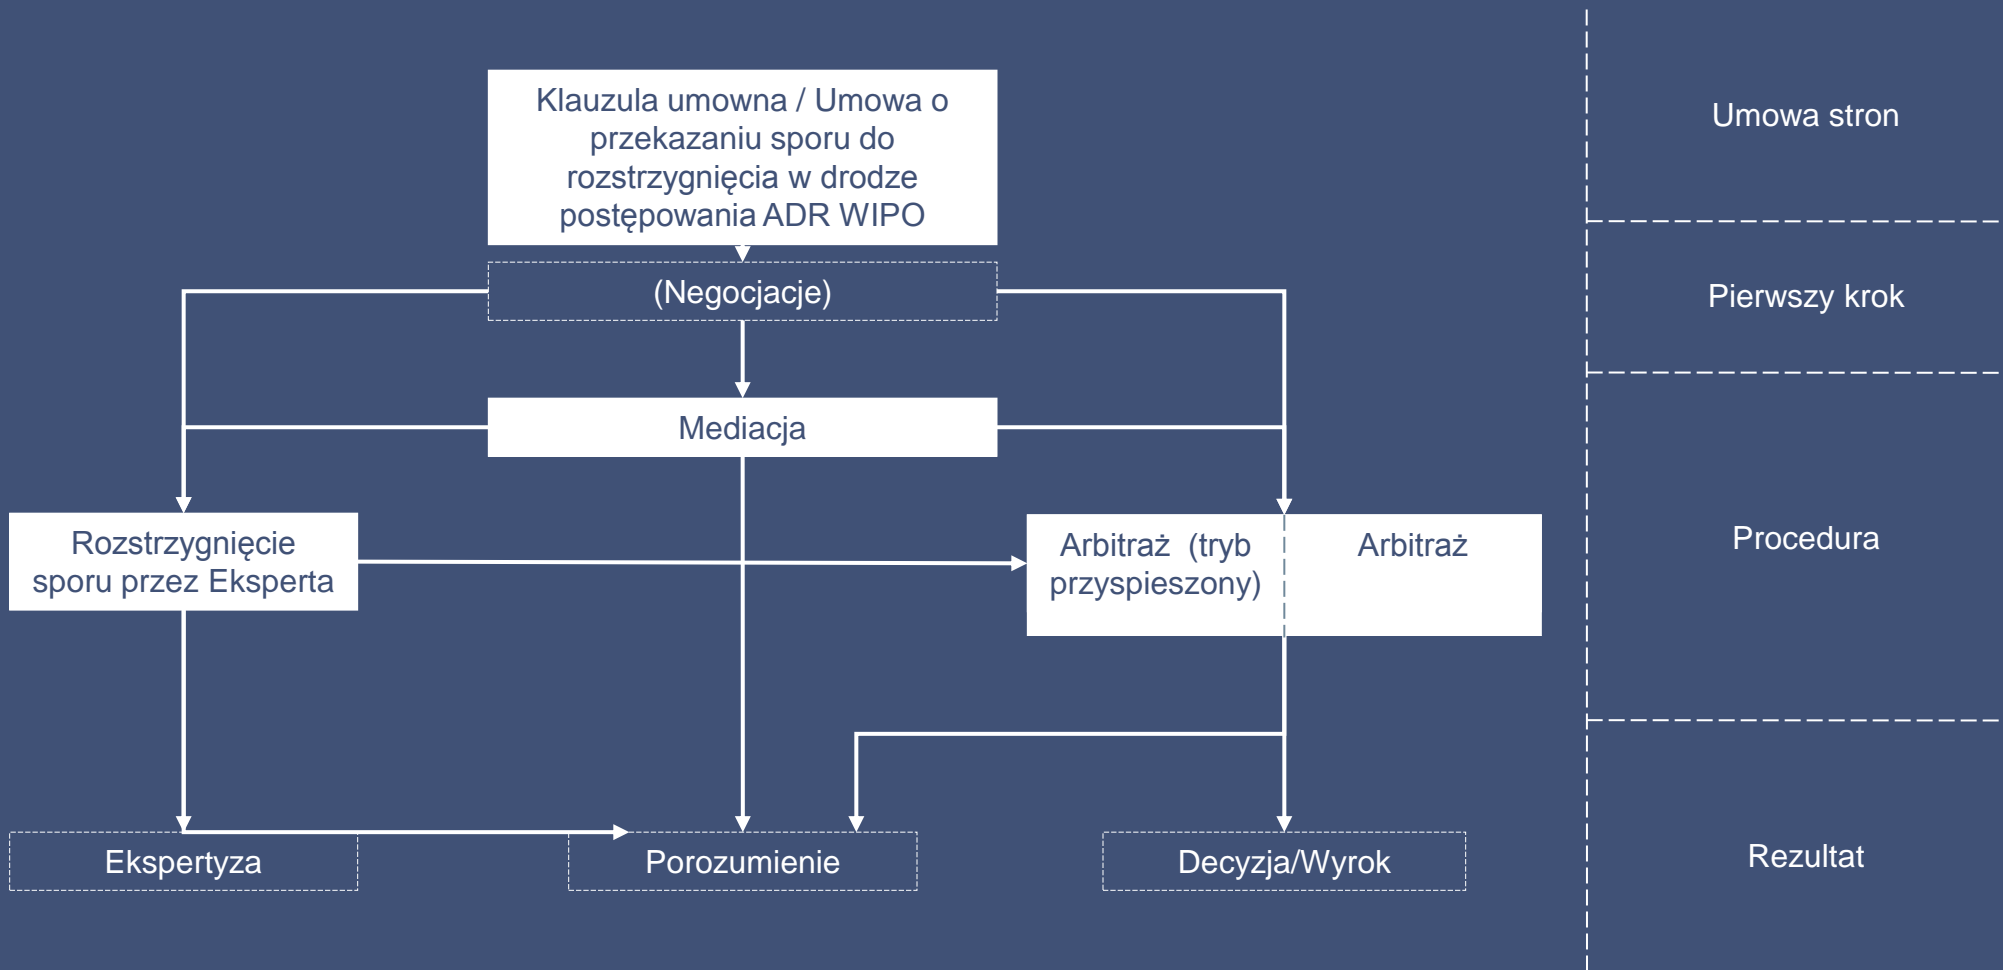 Klauzula umowna / Umowa o
przekazaniu sporu do
rozstrzygnięcia w drodze
postępowania ADR WIPO
Umowa stron
(Negocjacje)
Pierwszy krok
Mediacja
Rozstrzygnięcie
sporu przez Eksperta
Arbitraż (tryb
przyspieszony)
Arbitraż
Procedura
Ekspertyza
Porozumienie
Decyzja/Wyrok
Rezultat